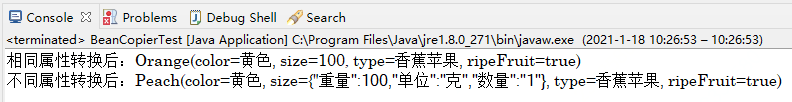 Console Problems Debug Shell Search
<terminated> BeanCopierTest [Java Application] C:\Program Files\Java\jre1.8.0_271\bin\javaw.exe (2021-1-18 10:26:53 – 10:26:53)
相同属性转换后：Orange(color=黄色, size=100, type=香蕉苹果, ripeFruit=true)
不同属性转换后：Peach(color=黄色, size={"重量":100,"单位":"克","数量":"1"}, type=香蕉苹果, ripeFruit=true)